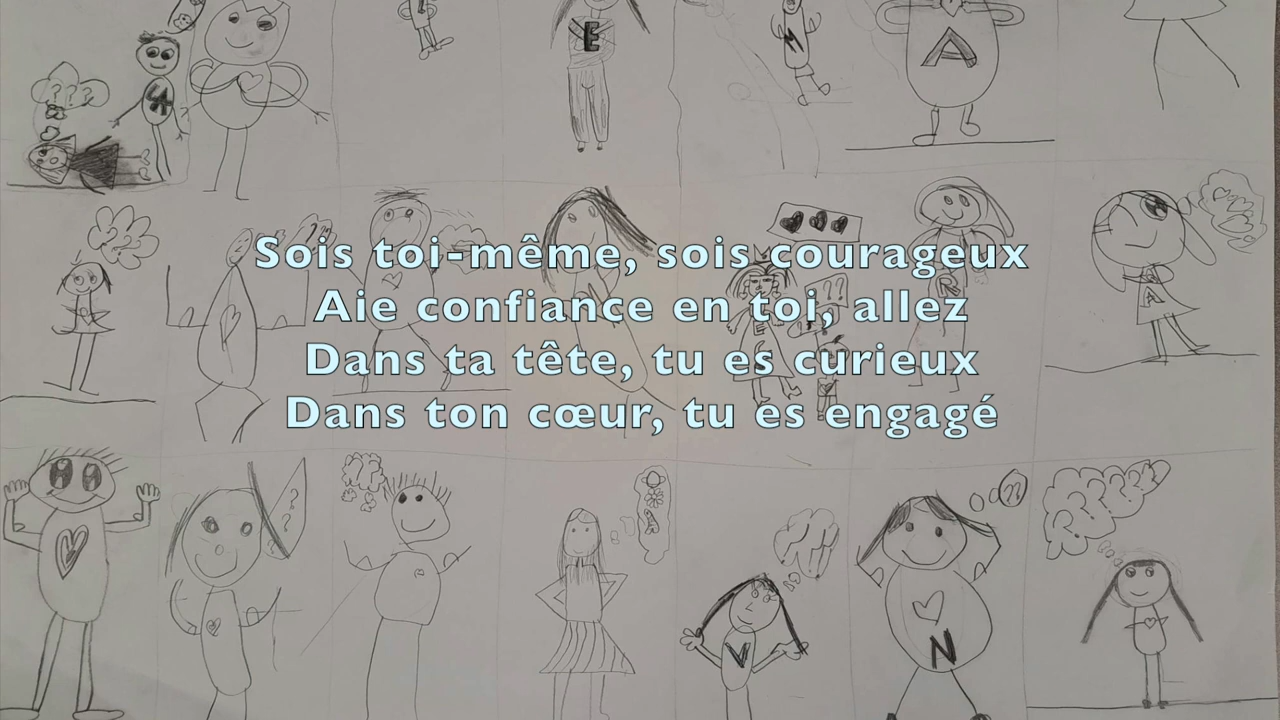 ???
E
A
Sois toi-même, sois courageux
Aie confiance en toi, allez
Dans ta tête, tu es curieux
Dans ton cœur, tu es engagé
A
V
N